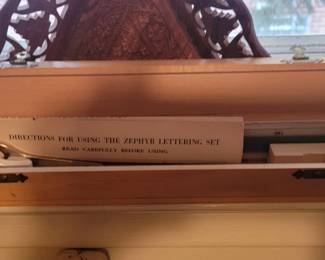 DIRECTIONS FOR USING THE ZEPHYR LETTERING SET
READ CAREFULLY BEFORE USING